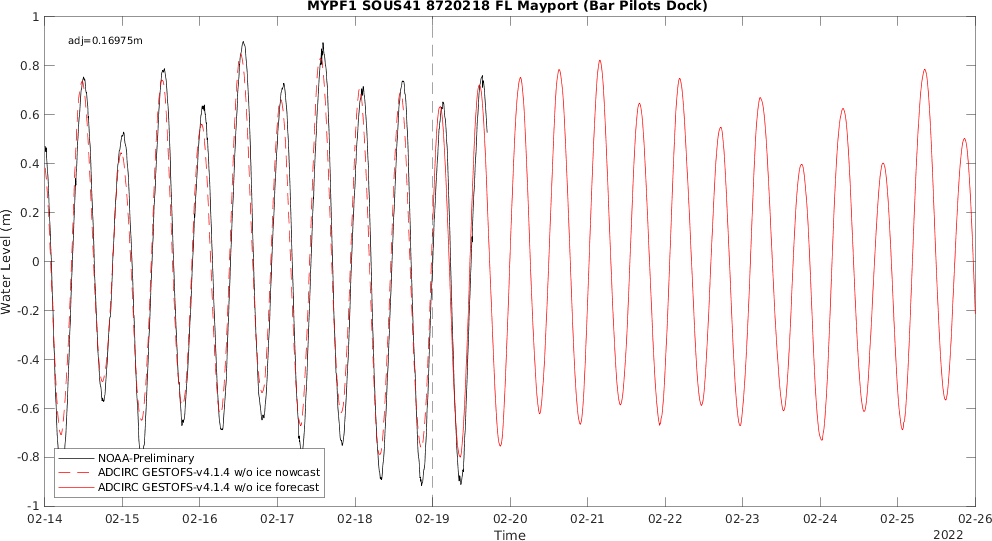 MYPF1 SOUS41 8720218 FL Mayport (Bar Pilots Dock)
adj=0.16975m
1
0.8
0.6
0.4
0.2
0
-0.2
-0.4
-0.6
-0.8
-1
Water Level (m)
NOAA-Preliminary
ADCIRC GESTOFS-v4.1.4 w/o ice nowcast
ADCIRC GESTOFS-v4.1.4 w/o ice forecast
02-14 02-15 02-16 02-17 02-18 02-19 02-20 02-21 02-22 02-23 02-24 02-25 02-26
Time
2022